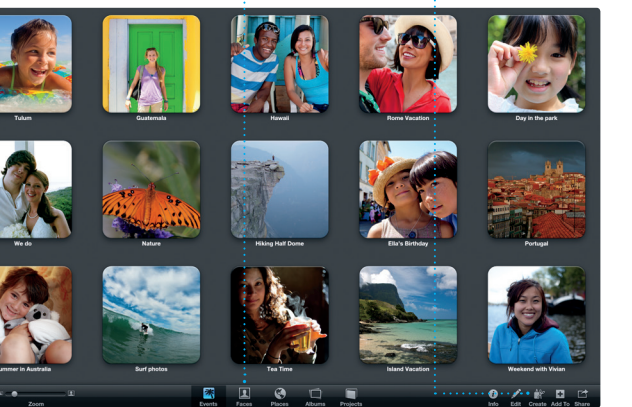 Tulum Guatemala Hawaii Rome Vacation Day in the park
We do Nature Hiking Half Dome Ella's Birthday Portugal
ummer in Australia Surf photos Tea Time Island Vacation Weekend with Vivian
Zoom Events Faces Places Albums Projects Info Edit Create Add To Share